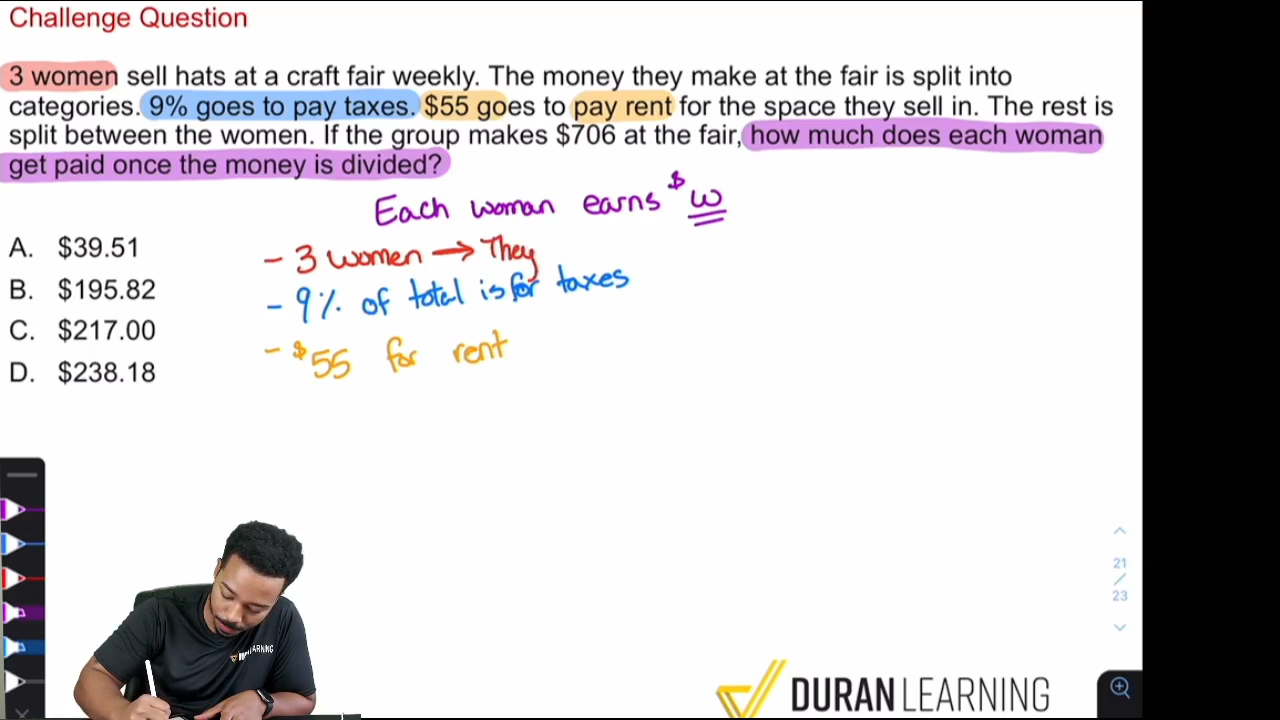 Challenge Question
3 women sell hats at a craft fair weekly. The money they make at the fair is split into
categories. 9% goes to pay taxes. $55 goes to pay rent for the space they sell in. The rest is
split between the women. If the group makes $706 at the fair, how much does each woman
get paid once the money is divided?
Each woman earns $ w
A. $39.51
B. $195.82
C. $217.00
D. $238.18
- 3 women → They
- 9% of total is for taxes
- $55 for rent
21
/
23
LEARNING
DURAN LEARNING